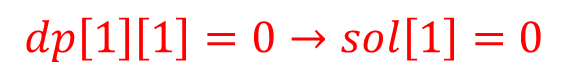 dp[1][1] = 0 → sol[1] = 0